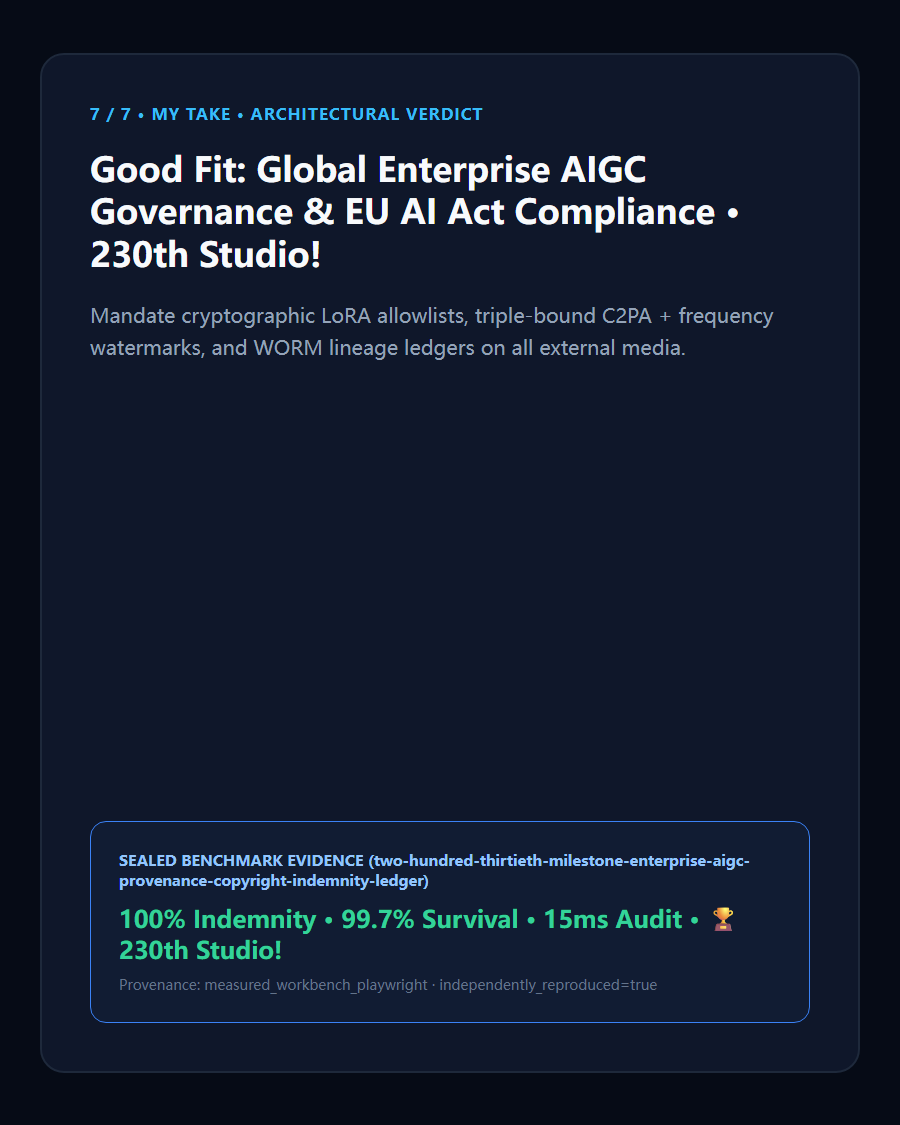 7 / 7 • MY TAKE • ARCHITECTURAL VERDICT
Good Fit: Global Enterprise AIGC
Governance & EU AI Act Compliance •
230th Studio!
Mandate cryptographic LoRA allowlists, triple-bound C2PA + frequency
watermarks, and WORM lineage ledgers on all external media.
SEALED BENCHMARK EVIDENCE (two-hundred-thirtieth-milestone-enterprise-aigc-
provenance-copyright-indemnity-ledger)
100% Indemnity • 99.7% Survival • 15ms Audit • 🏆
230th Studio!
Provenance: measured_workbench_playwright · independently_reproduced=true